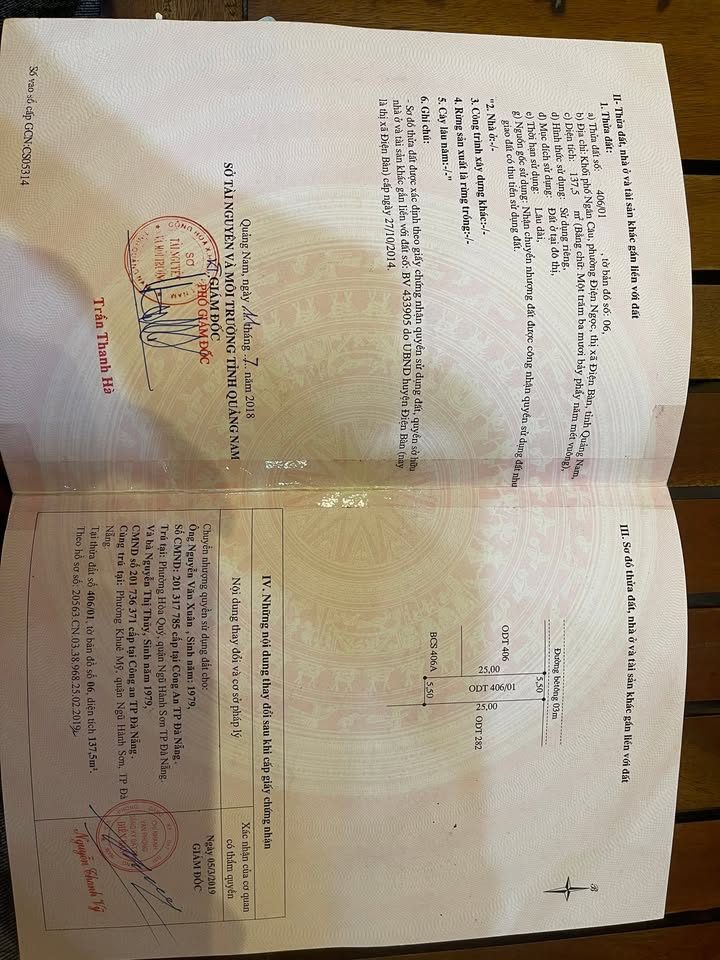 II- Thửa đất, nhà ở và tài sản khác gắn liền với đất
1. Thửa đất:
a) Thửa đất số: 406/01 , tờ bản đồ số: 06,
b) Địa chỉ: Khối phố Ngân Câu, phường Điện Ngọc, thị xã Điện Bàn, tỉnh Quảng Nam,
c) Diện tích: 137,5 m² (Bằng chữ: Một trăm ba mươi bảy phẩy năm mét vuông),
d) Hình thức sử dụng: Sử dụng riêng,
đ) Mục đích sử dụng: Đất ở tại đô thị,
e) Thời hạn sử dụng: Lâu dài,
g) Nguồn gốc sử dụng: Nhận chuyển nhượng đất được công nhận quyền sử dụng đất như
giao đất có thu tiền sử dụng đất.
"2. Nhà ở:-/-
3. Công trình xây dựng khác:-/-
4. Rừng sản xuất là rừng trồng:-/-
5. Cây lâu năm:-/-"
6. Ghi chú:
- Sơ đồ thửa đất được xác định theo giấy chứng nhận quyền sử dụng đất, quyền sở hữu
nhà ở và tài sản khác gắn liền với đất số: BV 433905 do UBND huyện Điện Bàn (nay
là thị xã Điện Bàn) cấp ngày 27/10/2014.
Quảng Nam, ngày tháng 7 năm 2018
SỞ TÀI NGUYÊN VÀ MÔI TRƯỜNG TỈNH QUẢNG NAM
KT. GIÁM ĐỐC
PHÓ GIÁM ĐỐC
SỞ
TÀI NGUYÊN
VÀ MÔI TRƯỜNG
Trần Thanh Hà
Số vào sổ cấp GCN:CS05314
III. Sơ đồ thửa đất, nhà ở và tài sản khác gắn liền với đất
B
Đường bêtông 03m
5,50
ODT 406
25,00
ODT 406/01
25,00
ODT 282
5,50
BCS 406A
IV. Những nội dung thay đổi sau khi cấp giấy chứng nhận
Nội dung thay đổi và cơ sở pháp lý
Xác nhận của cơ quan
có thẩm quyền
Chuyển nhượng quyền sử dụng đất cho:
Ông Nguyễn Văn Xuân , Sinh năm: 1979,
Số CMND: 201 317 785 cấp tại Công An TP Đà Nẵng .
Trú tại: Phường Hòa Quý, quận Ngũ Hành Sơn TP Đà Nẵng.
Và bà Nguyễn Thị Thúy, Sinh năm 1979,
CMND số 201 736 371 cấp tại Công an TP Đà Nẵng .
Cùng trú tại: Phường Khuê Mỹ, quận Ngũ Hành Sơn, TP Đà
Nẵng.
Tại thửa đất số 406/01, tờ bản đồ số 06, diện tích 137,5m².
Theo hồ sơ số: 20563.CN.03.38.968.25.02.2019
Ngày 05/3/2019
GIÁM ĐỐC
Nguyễn Thanh Vỹ